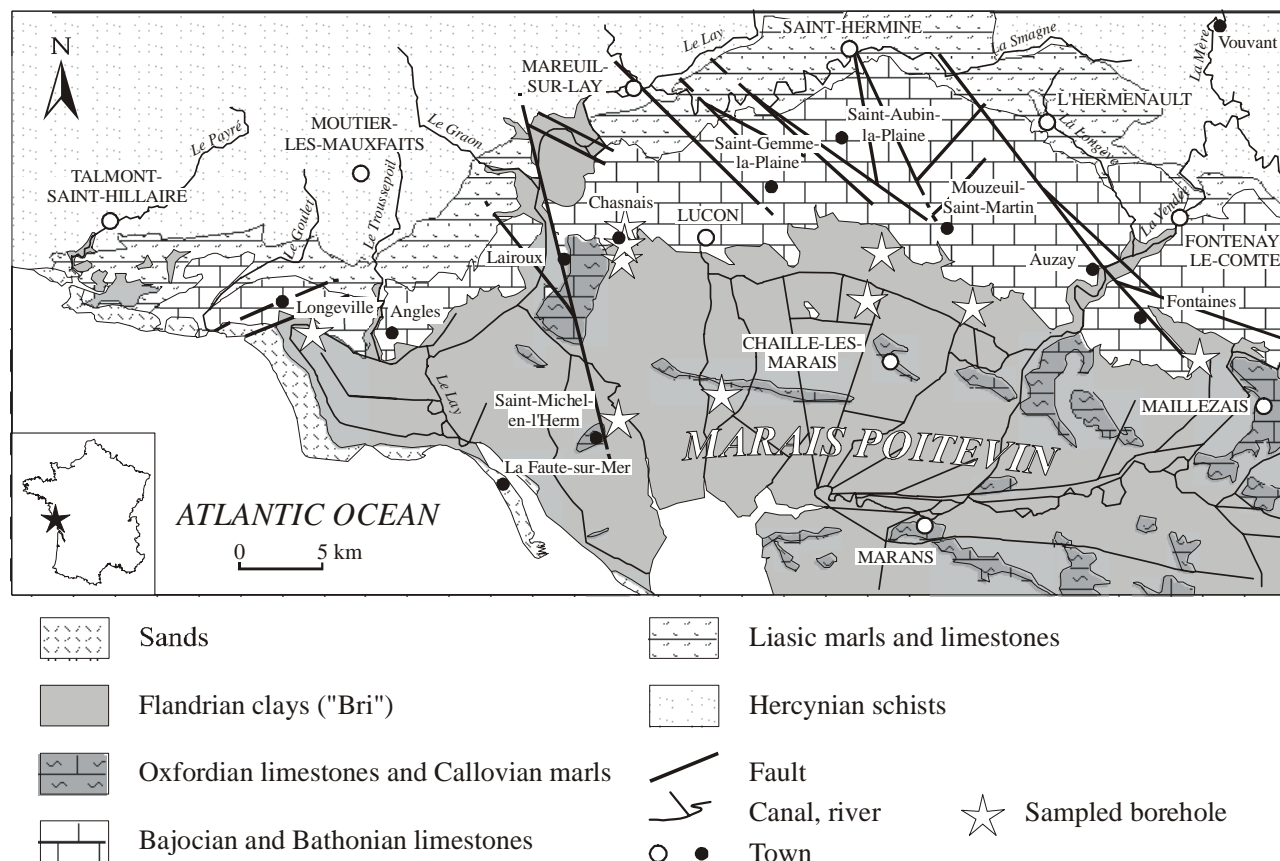 N
SAINT-HERMINE
Le Lay
La Smagne
La Mère
Vouvant
MAREUIL-
SUR-LAY
L'HERMENAULT
Le Payré
MOUTIER-
LES-MAUXFAITS
Le Graon
Saint-Aubin-
la-Plaine
Saint-Gemme-
la-Plaine
La Longève
TALMONT-
SAINT-HILLAIRE
Le Goulet
Le Troussepoil
Chasnais
LUCON
Mouzeuil-
Saint-Martin
La Vendée
FONTENAY
LE-COMTE
Lairoux
Auzay
Longeville
Angles
Fontaines
CHAILLE-LES-
MARAIS
Le Lay
Saint-Michel-
en-l'Herm
MAILLEZAIS
MARAIS POITEVIN
La Faute-sur-Mer
ATLANTIC OCEAN
0 5 km
MARANS
Sands
Flandrian clays ("Bri")
Oxfordian limestones and Callovian marls
Bajocian and Bathonian limestones
Liasic marls and limestones
Hercynian schists
Fault
Canal, river
Sampled borehole
Town